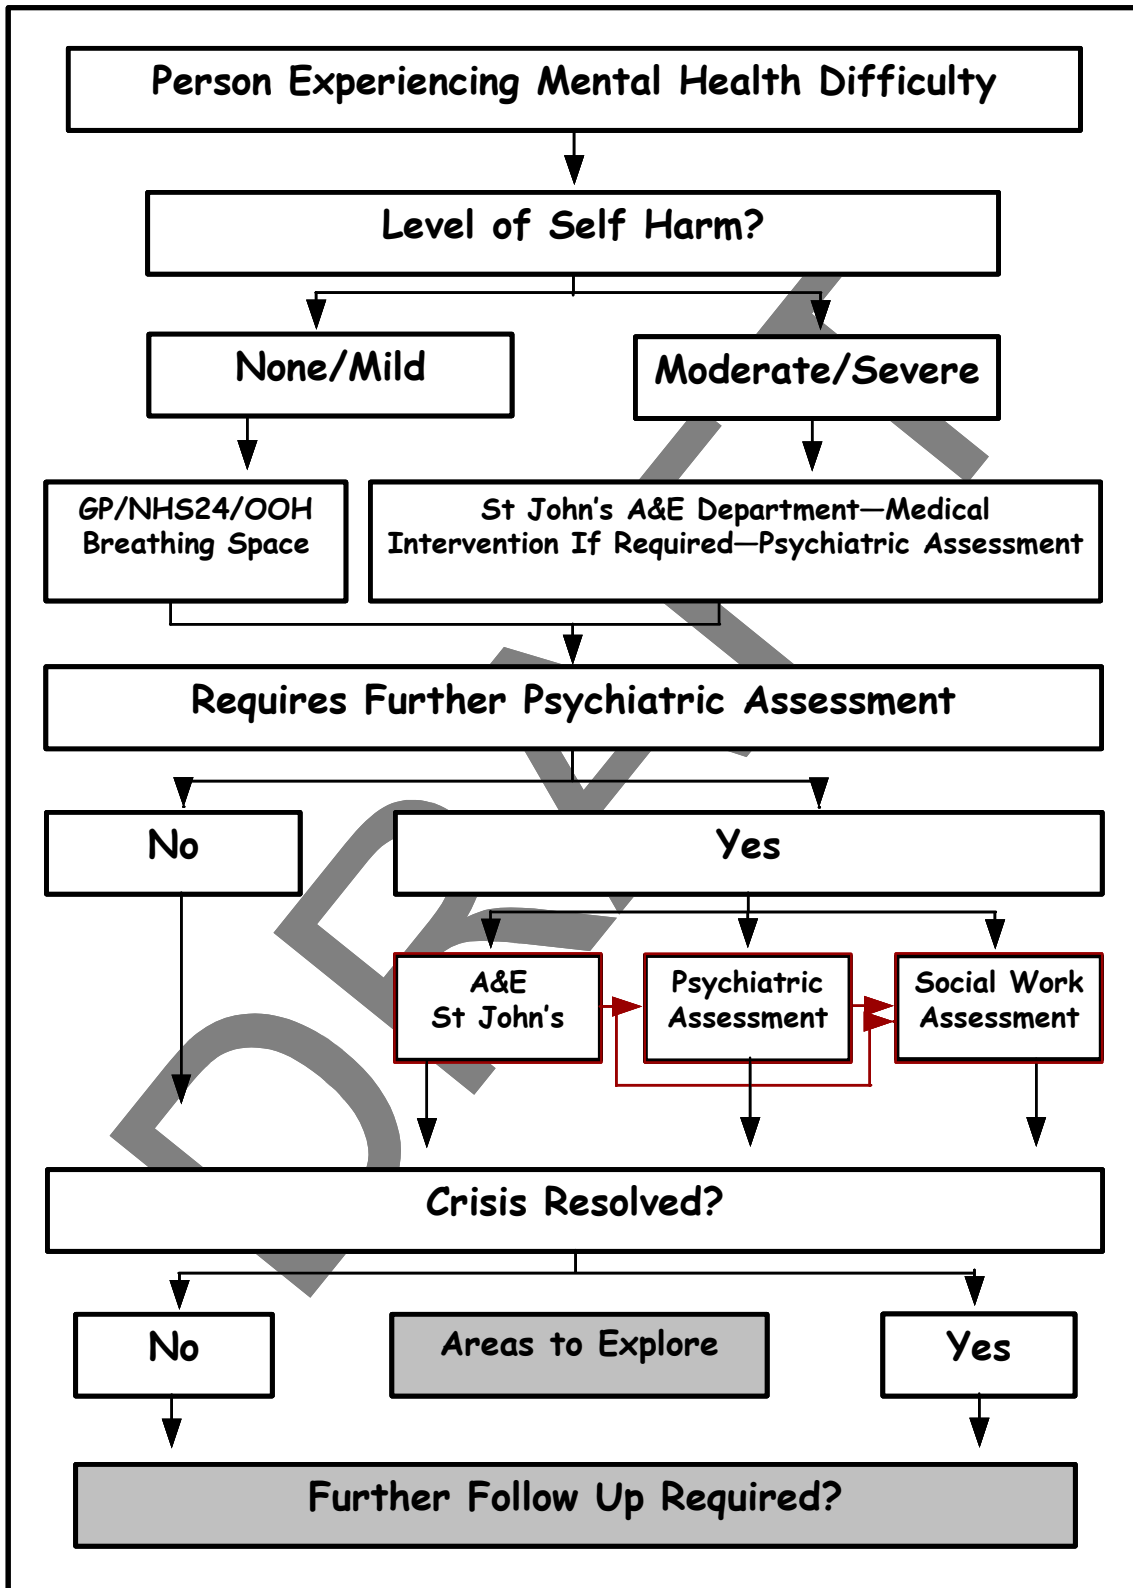 Person Experiencing Mental Health Difficulty
Level of Self Harm?
None/Mild
Moderate/Severe
GP/NHS24/OOH
Breathing Space
St John's A&E Department—Medical
Intervention If Required—Psychiatric Assessment
Requires Further Psychiatric Assessment
No
Yes
A&E
St John's
Psychiatric
Assessment
Social Work
Assessment
Crisis Resolved?
No
Areas to Explore
Yes
Further Follow Up Required?
DRAFT